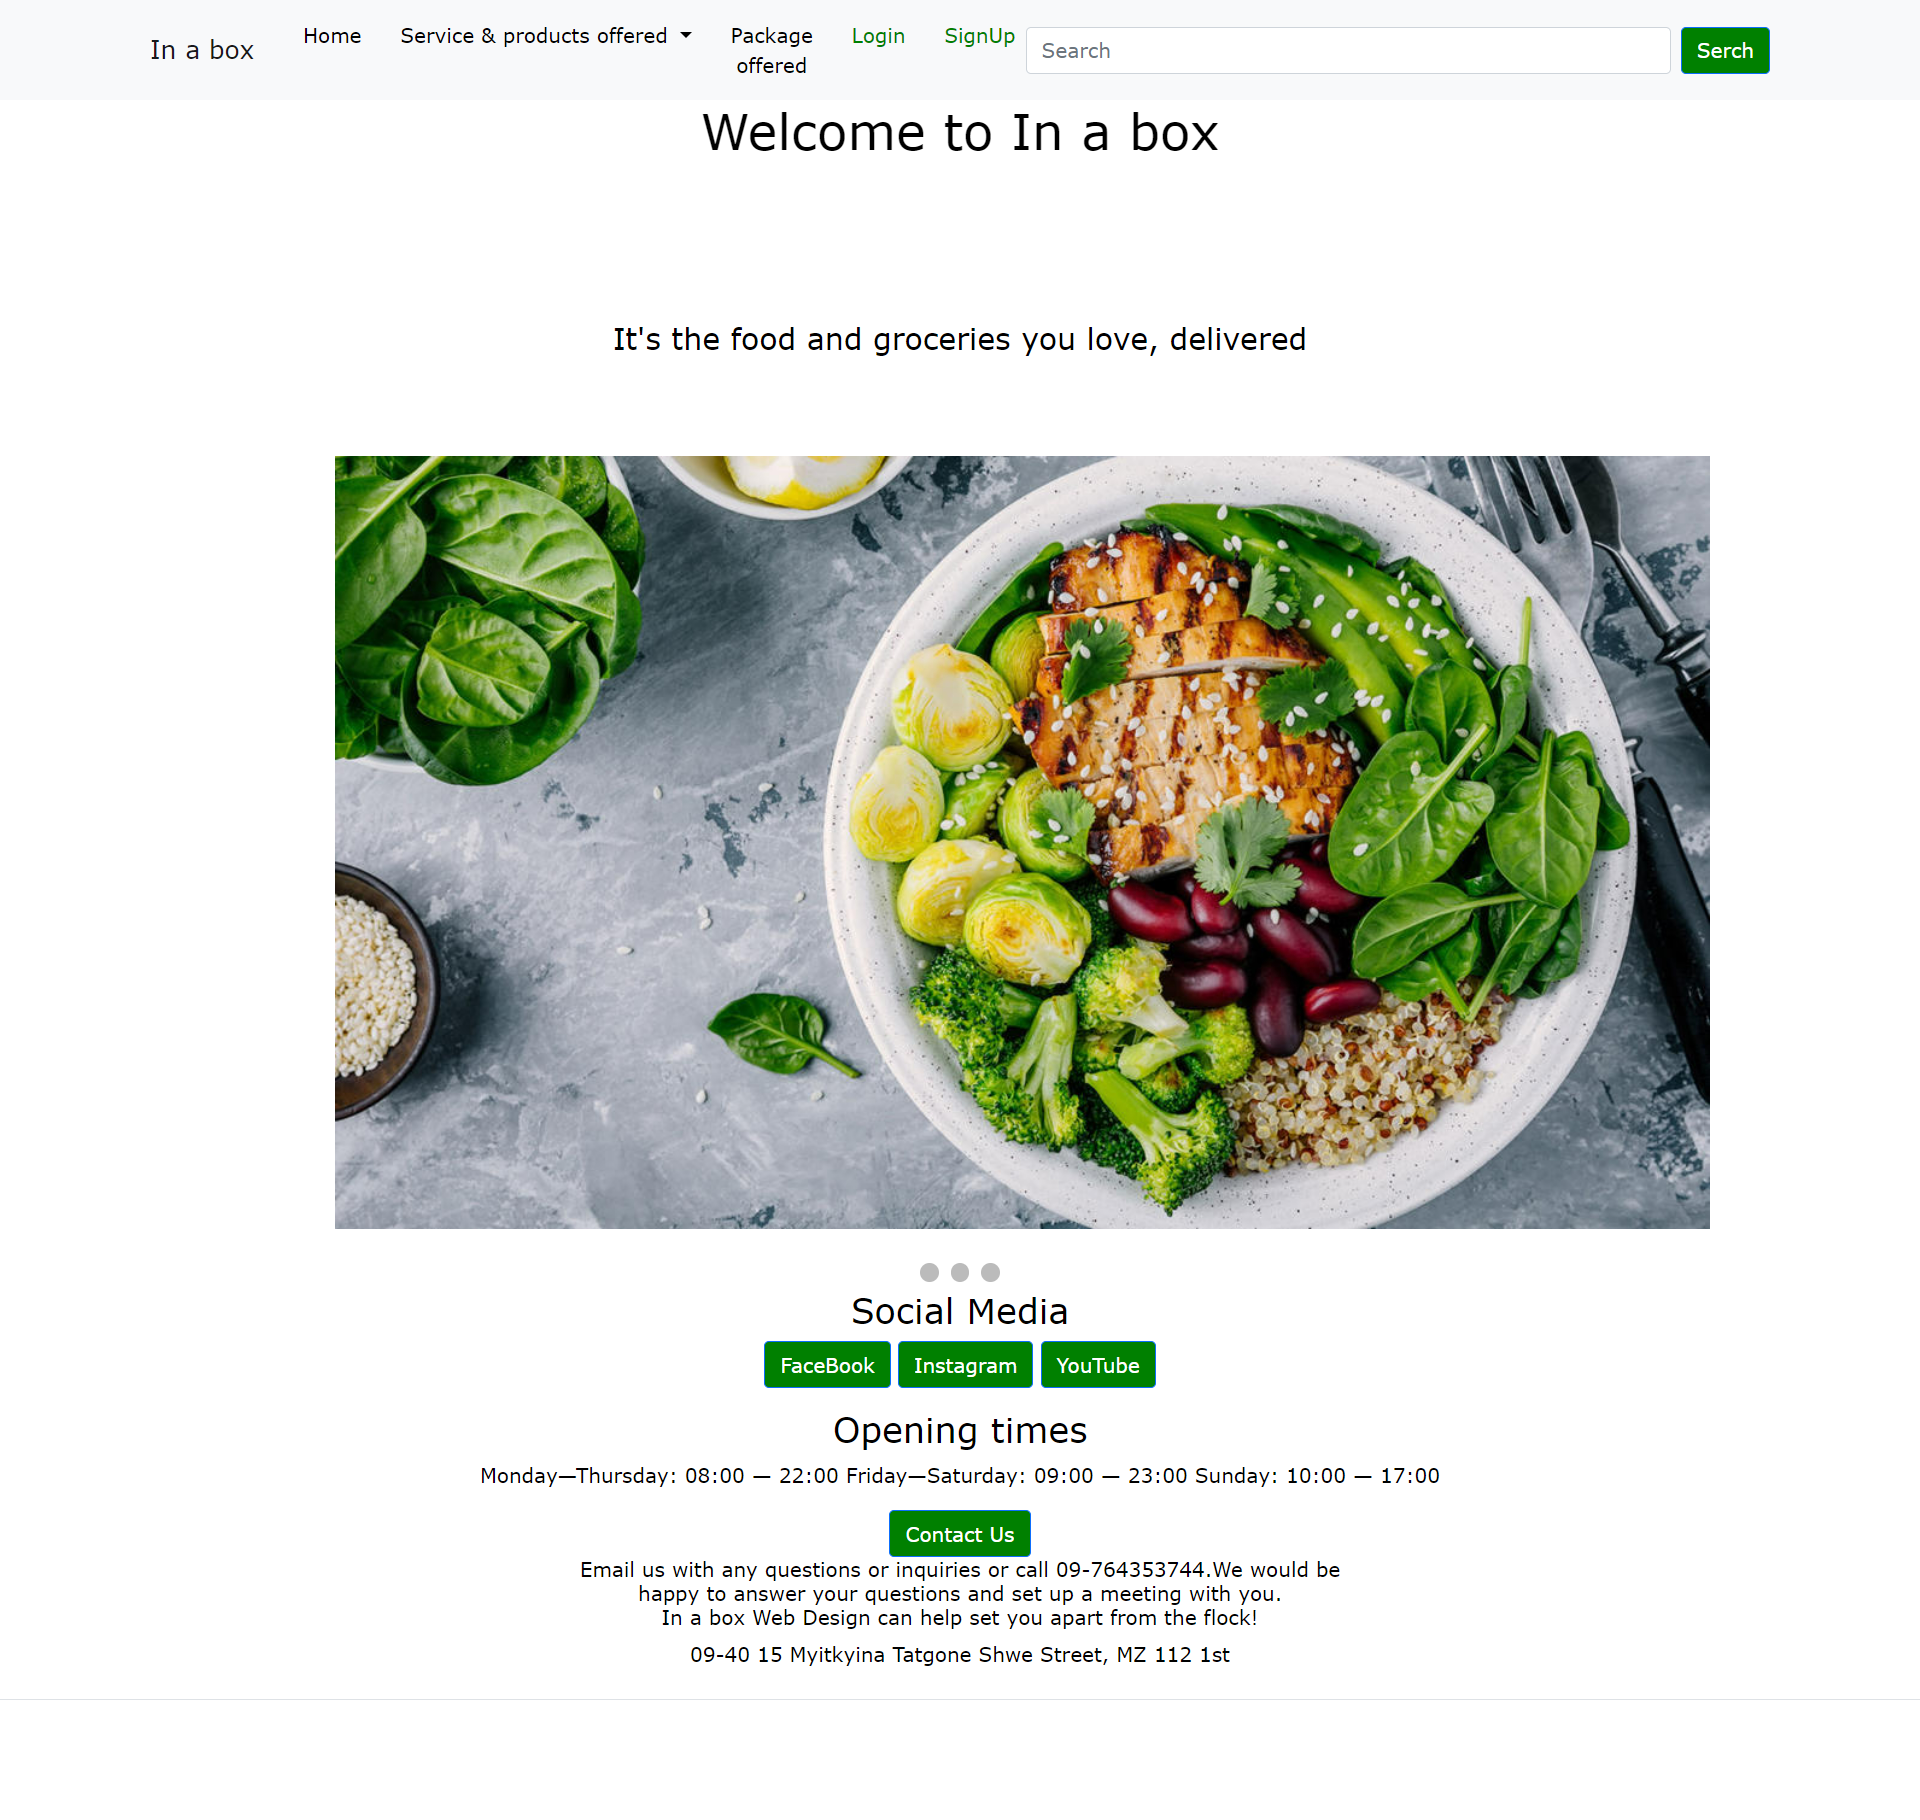 In a box
Home
Service & products offered
Package
offered
Login
SignUp
Search
Serch
Welcome to In a box
It's the food and groceries you love, delivered
Social Media
FaceBook
Instagram
YouTube
Opening times
Monday—Thursday: 08:00 — 22:00 Friday—Saturday: 09:00 — 23:00 Sunday: 10:00 — 17:00
Contact Us
Email us with any questions or inquiries or call 09-764353744.We would be
happy to answer your questions and set up a meeting with you.
In a box Web Design can help set you apart from the flock!
09-40 15 Myitkyina Tatgone Shwe Street, MZ 112 1st